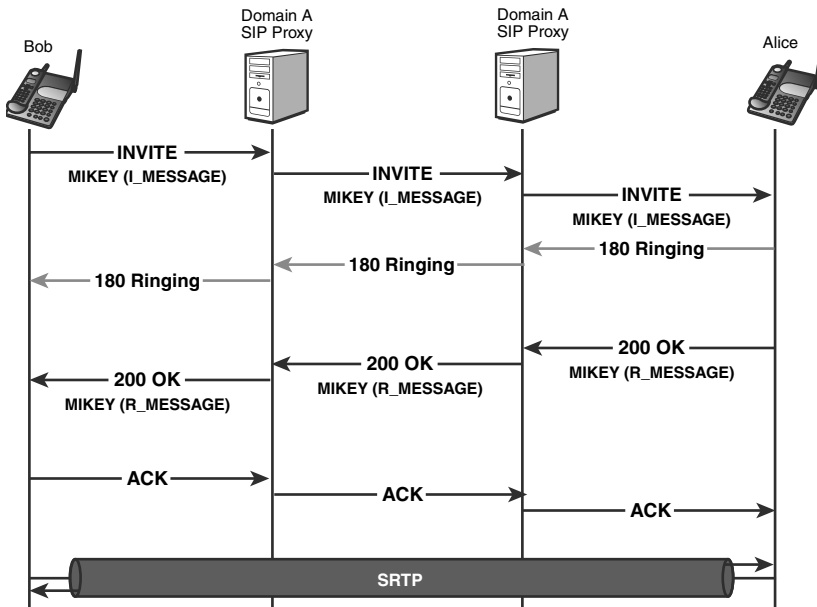 Bob
Domain A
SIP Proxy
Domain A
SIP Proxy
Alice
INVITE
MIKEY (I_MESSAGE)
INVITE
MIKEY (I_MESSAGE)
INVITE
MIKEY (I_MESSAGE)
180 Ringing
180 Ringing
180 Ringing
200 OK
MIKEY (R_MESSAGE)
200 OK
MIKEY (R_MESSAGE)
200 OK
MIKEY (R_MESSAGE)
ACK
ACK
ACK
SRTP